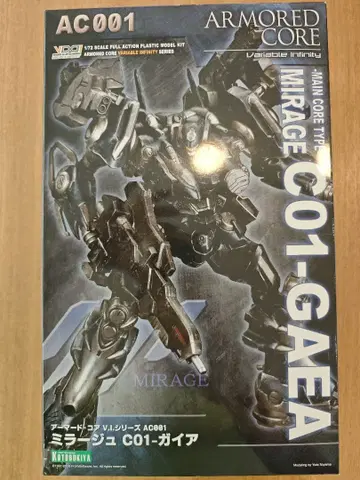 AC001
ARMORED
CORE
Variable Infinity
V.I.
1/72 SCALE FULL ACTION PLASTIC MODEL KIT
ARMORED CORE VARIABLE INFINITY SERIES
-MAIN CORE TYPE-
MIRAGE C01-GAEA
MIRAGE
アーマード・コア V.I.シリーズ AC001
ミラージュ C01-ガイア
KOTOBUKIYA